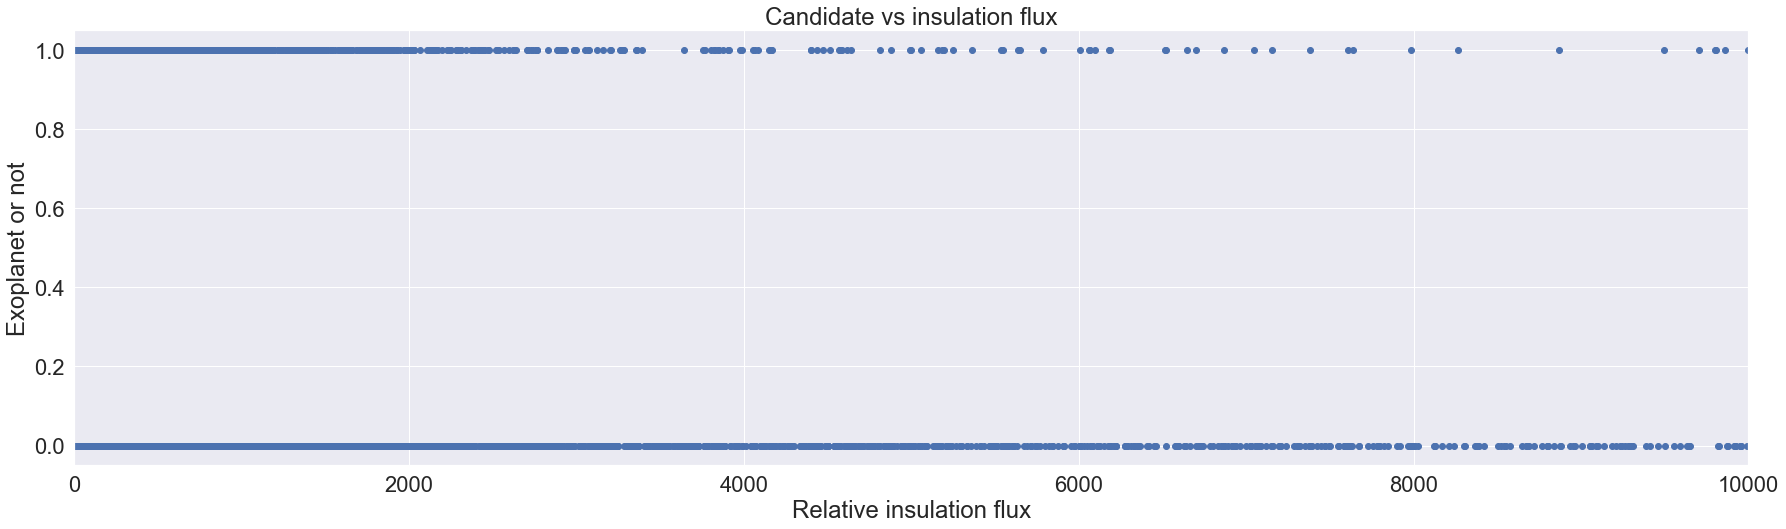 Candidate vs insulation flux
Exoplanet or not
1.0
0.8
0.6
0.4
0.2
0.0
0 2000 4000 6000 8000 10000
Relative insulation flux